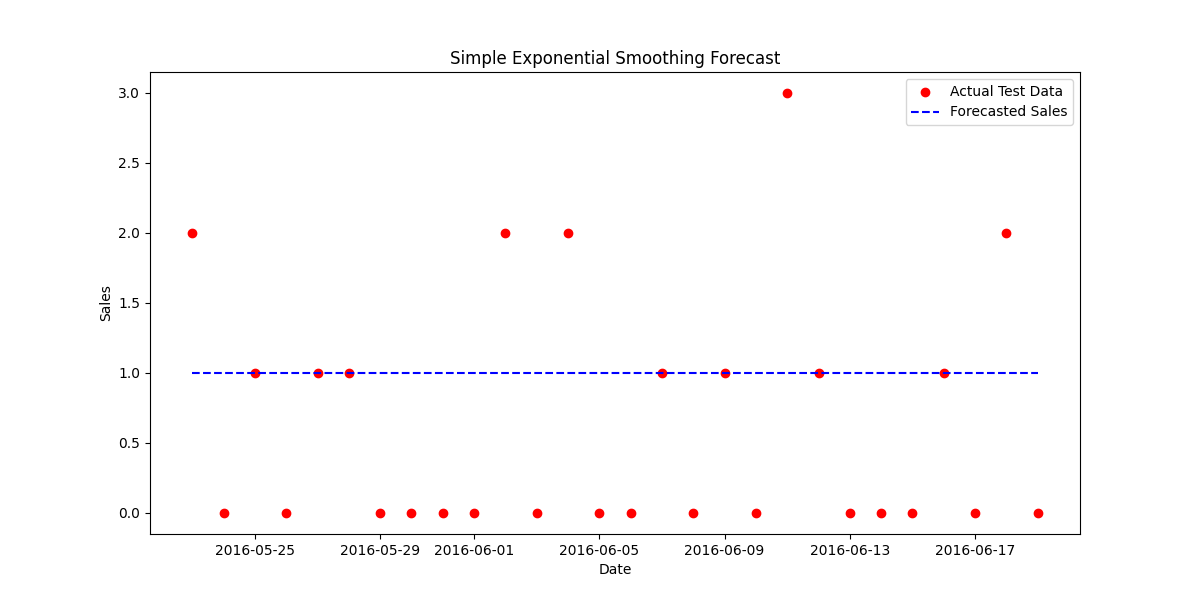 Simple Exponential Smoothing Forecast
Actual Test Data
Forecasted Sales
3.0
2.5
2.0
1.5
1.0
0.5
0.0
Sales
2016-05-25 2016-05-29 2016-06-01 2016-06-05 2016-06-09 2016-06-13 2016-06-17
Date